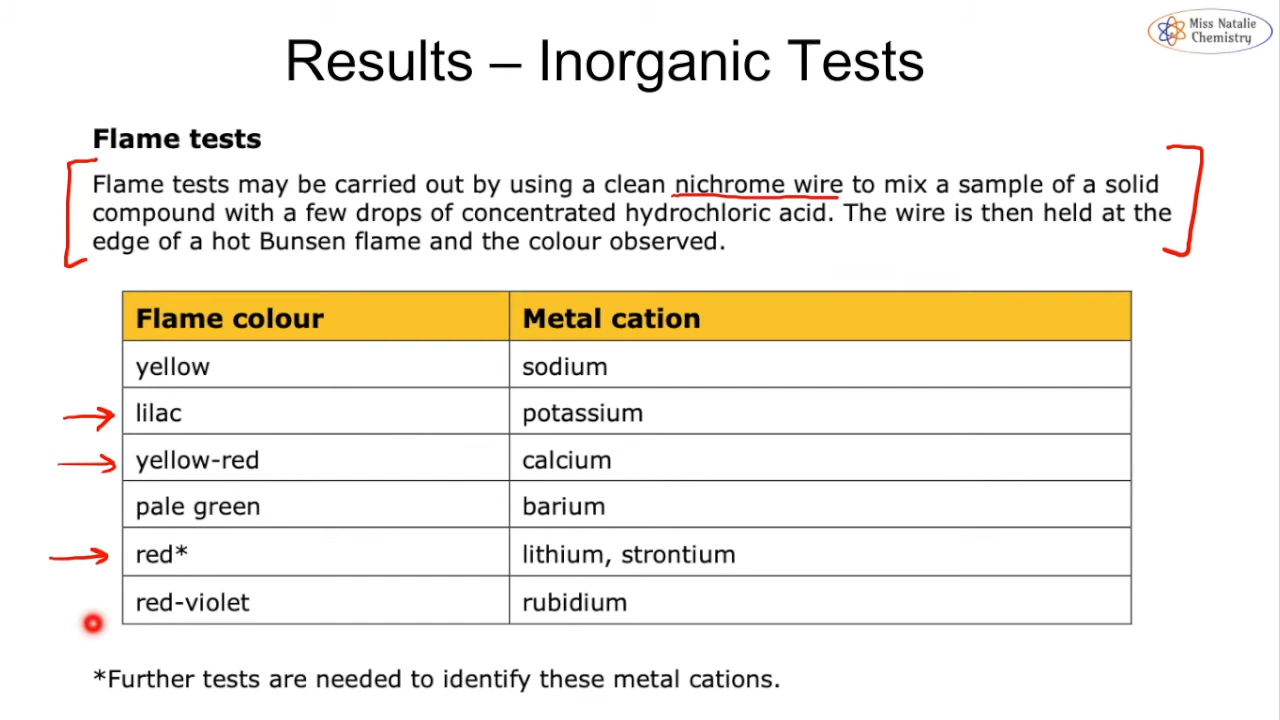 Miss Natalie
Chemistry
Results – Inorganic Tests
Flame tests
Flame tests may be carried out by using a clean nichrome wire to mix a sample of a solid
compound with a few drops of concentrated hydrochloric acid. The wire is then held at the
edge of a hot Bunsen flame and the colour observed.
Flame colour Metal cation
yellow sodium
lilac potassium
yellow-red calcium
pale green barium
red* lithium, strontium
red-violet rubidium
*Further tests are needed to identify these metal cations.